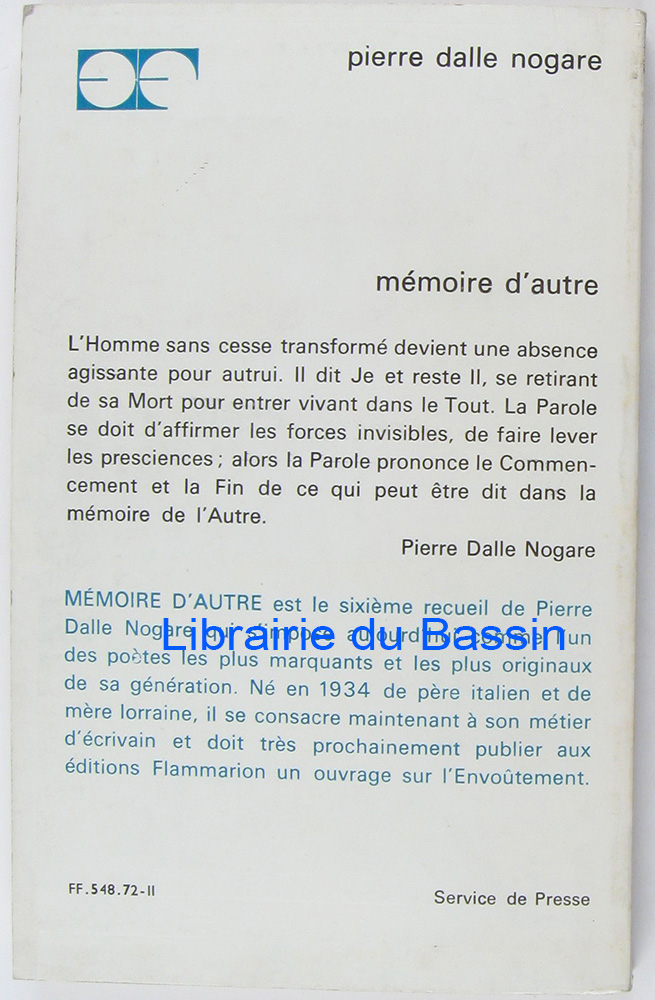 pierre dalle nogare
mémoire d'autre
L'Homme sans cesse transformé devient une absence
agissante pour autrui. Il dit Je et reste Il, se retirant
de sa Mort pour entrer vivant dans le Tout. La Parole
se doit d'affirmer les forces invisibles, de faire lever
les presciences ; alors la Parole prononce le Commen-
cement et la Fin de ce qui peut être dit dans la
mémoire de l'Autre.
Pierre Dalle Nogare
MÉMOIRE D'AUTRE est le sixième recueil de Pierre
Dalle Nogare qui s'impose aujourd'hui comme l'un
Librairie du Bassin
des poètes les plus marquants et les plus originaux
de sa génération. Né en 1934 de père italien et de
mère lorraine, il se consacre maintenant à son métier
d'écrivain et doit très prochainement publier aux
éditions Flammarion un ouvrage sur l'Envoûtement.
FF.548.72-II
Service de Presse